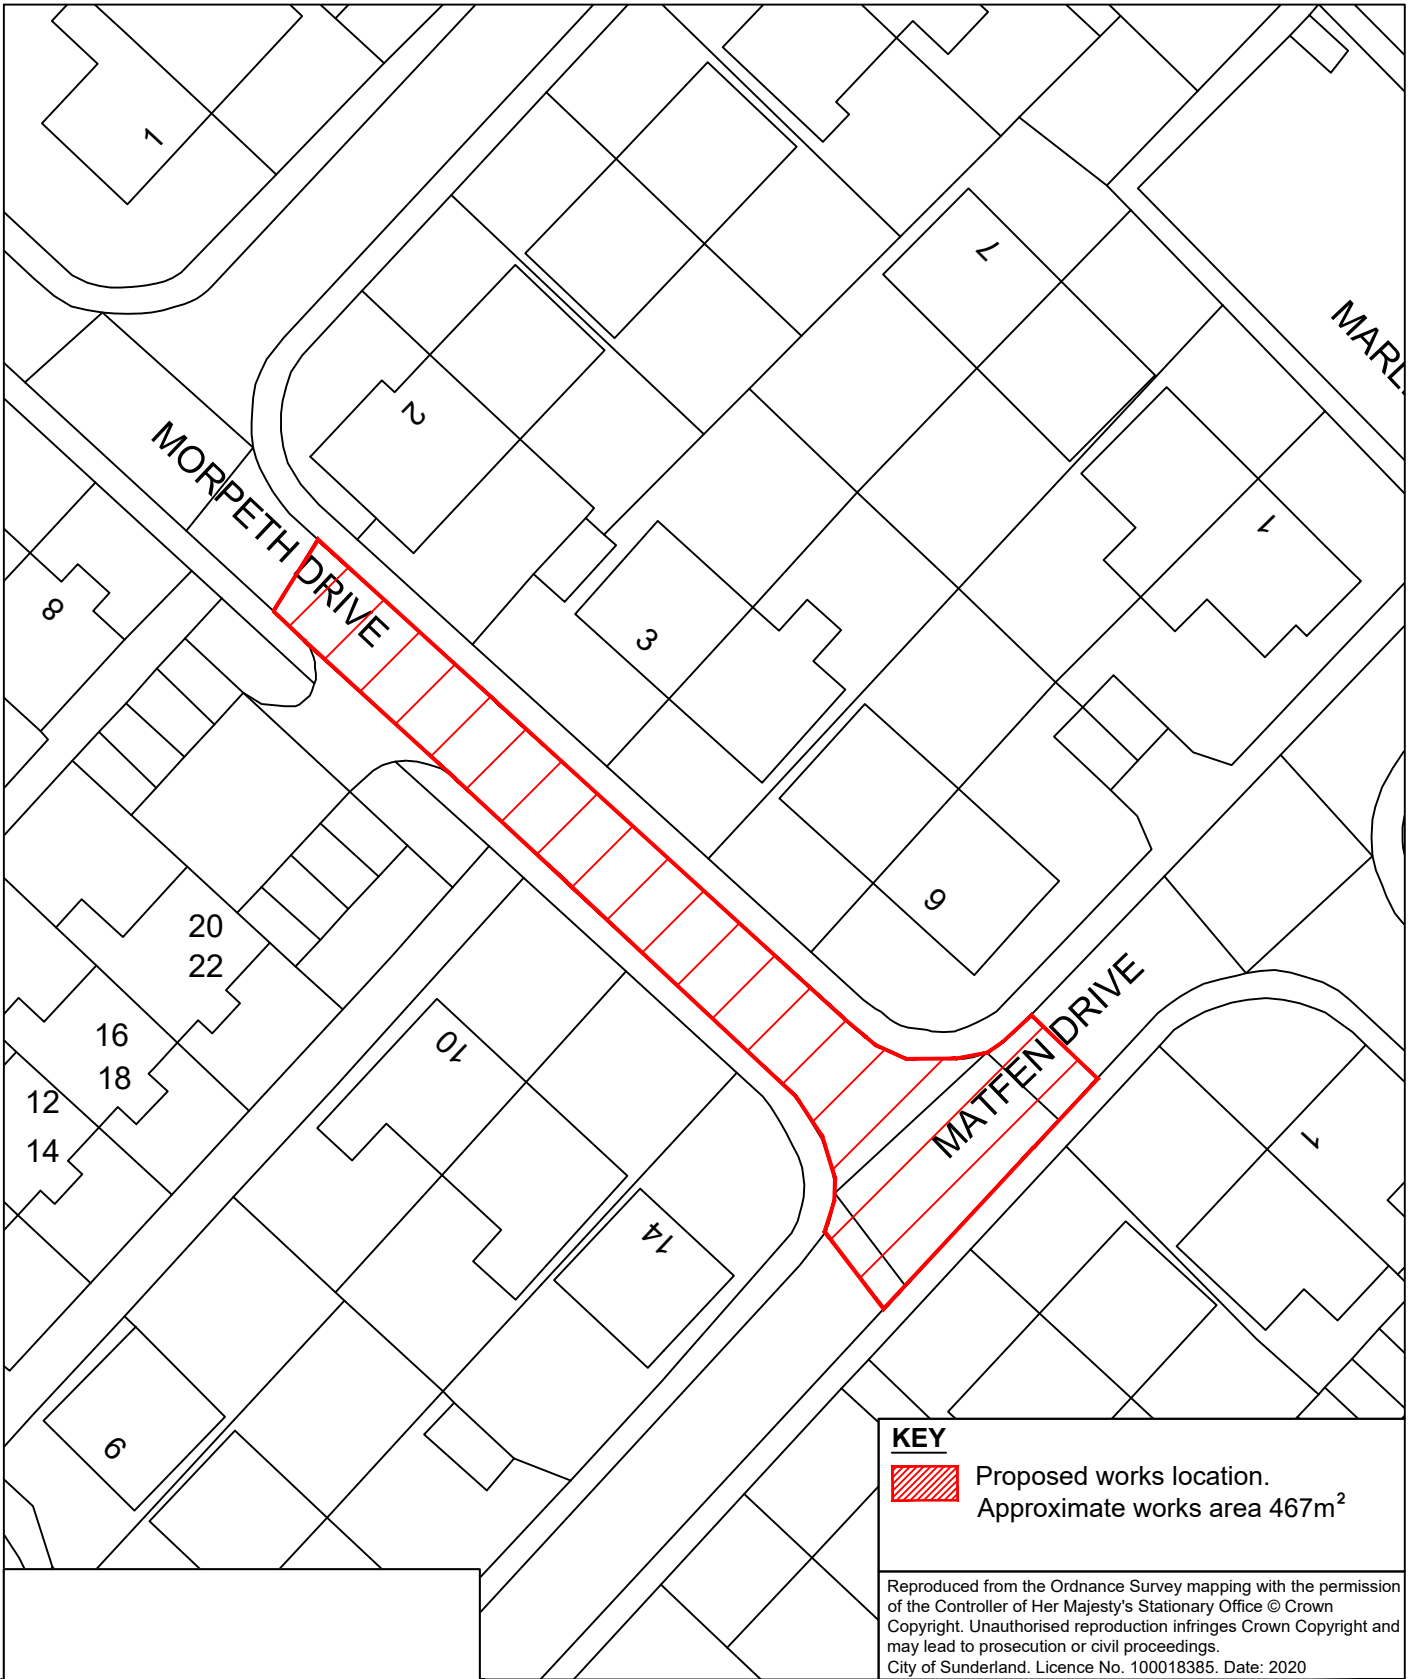 1
7
MARL
2
MORPETH DRIVE
1
8
3
6
20
22
MATFEN DRIVE
16
10
18
12
1
14
14
9
KEY
Proposed works location.
Approximate works area 467m²
Reproduced from the Ordnance Survey mapping with the permission
of the Controller of Her Majesty's Stationary Office © Crown
Copyright. Unauthorised reproduction infringes Crown Copyright and
may lead to prosecution or civil proceedings.
City of Sunderland. Licence No. 100018385. Date: 2020